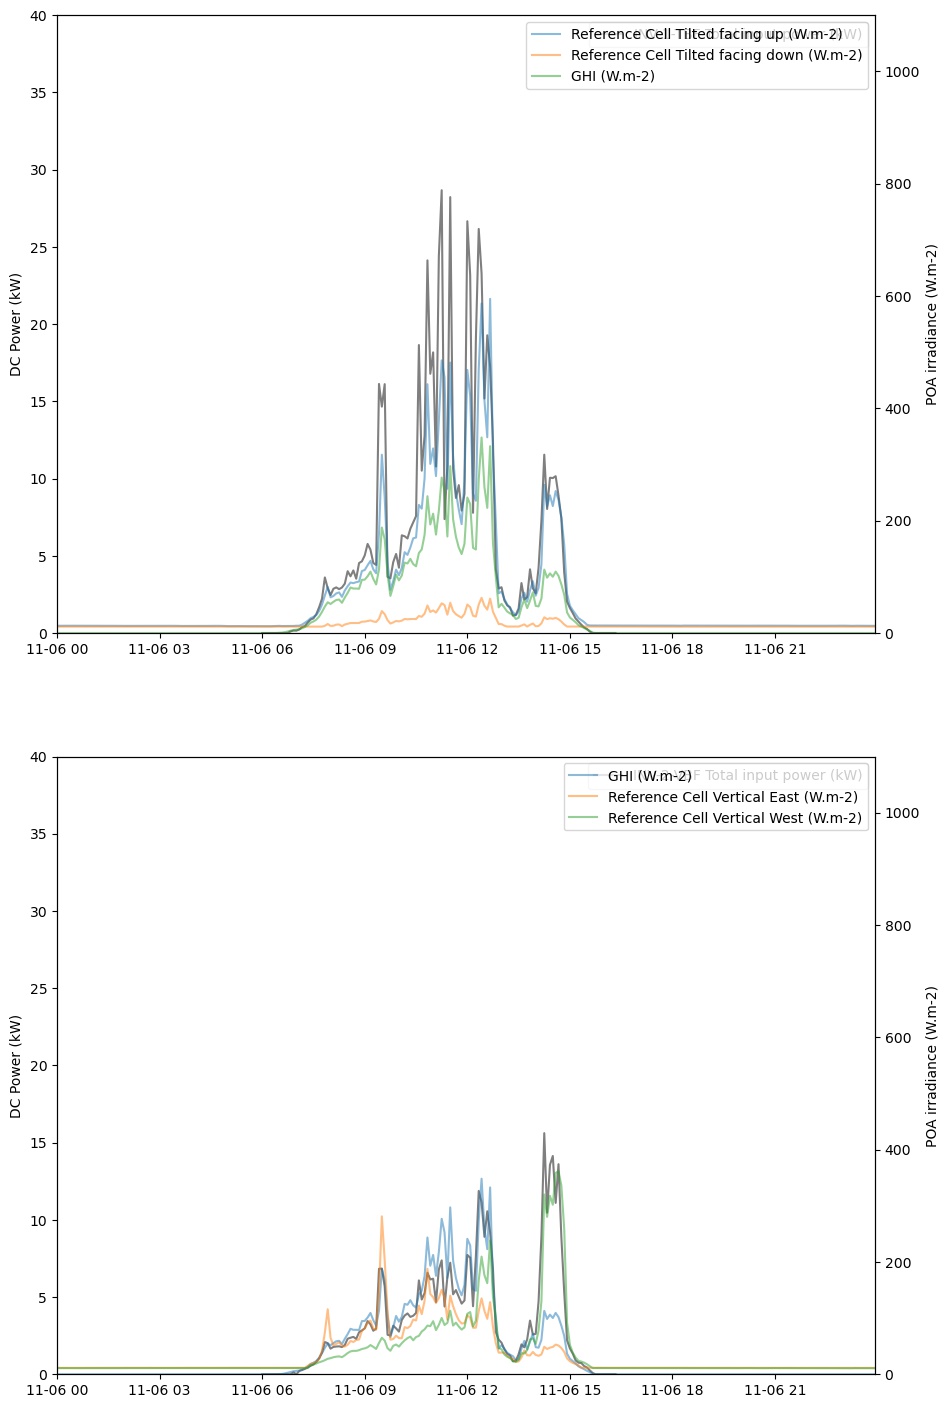 40
35
30
25
20
15
10
5
0
DC Power (kW)
Reference Cell Tilted facing up (W.m-2)
Reference Cell Tilted facing down (W.m-2)
GHI (W.m-2)
1000
800
600
400
200
0
POA irradiance (W.m-2)
11-06 00 11-06 03 11-06 06 11-06 09 11-06 12 11-06 15 11-06 18 11-06 21
40
35
30
25
20
15
10
5
0
DC Power (kW)
GHI (W.m-2) Total input power (kW)
Reference Cell Vertical East (W.m-2)
Reference Cell Vertical West (W.m-2)
1000
800
600
400
200
0
POA irradiance (W.m-2)
11-06 00 11-06 03 11-06 06 11-06 09 11-06 12 11-06 15 11-06 18 11-06 21